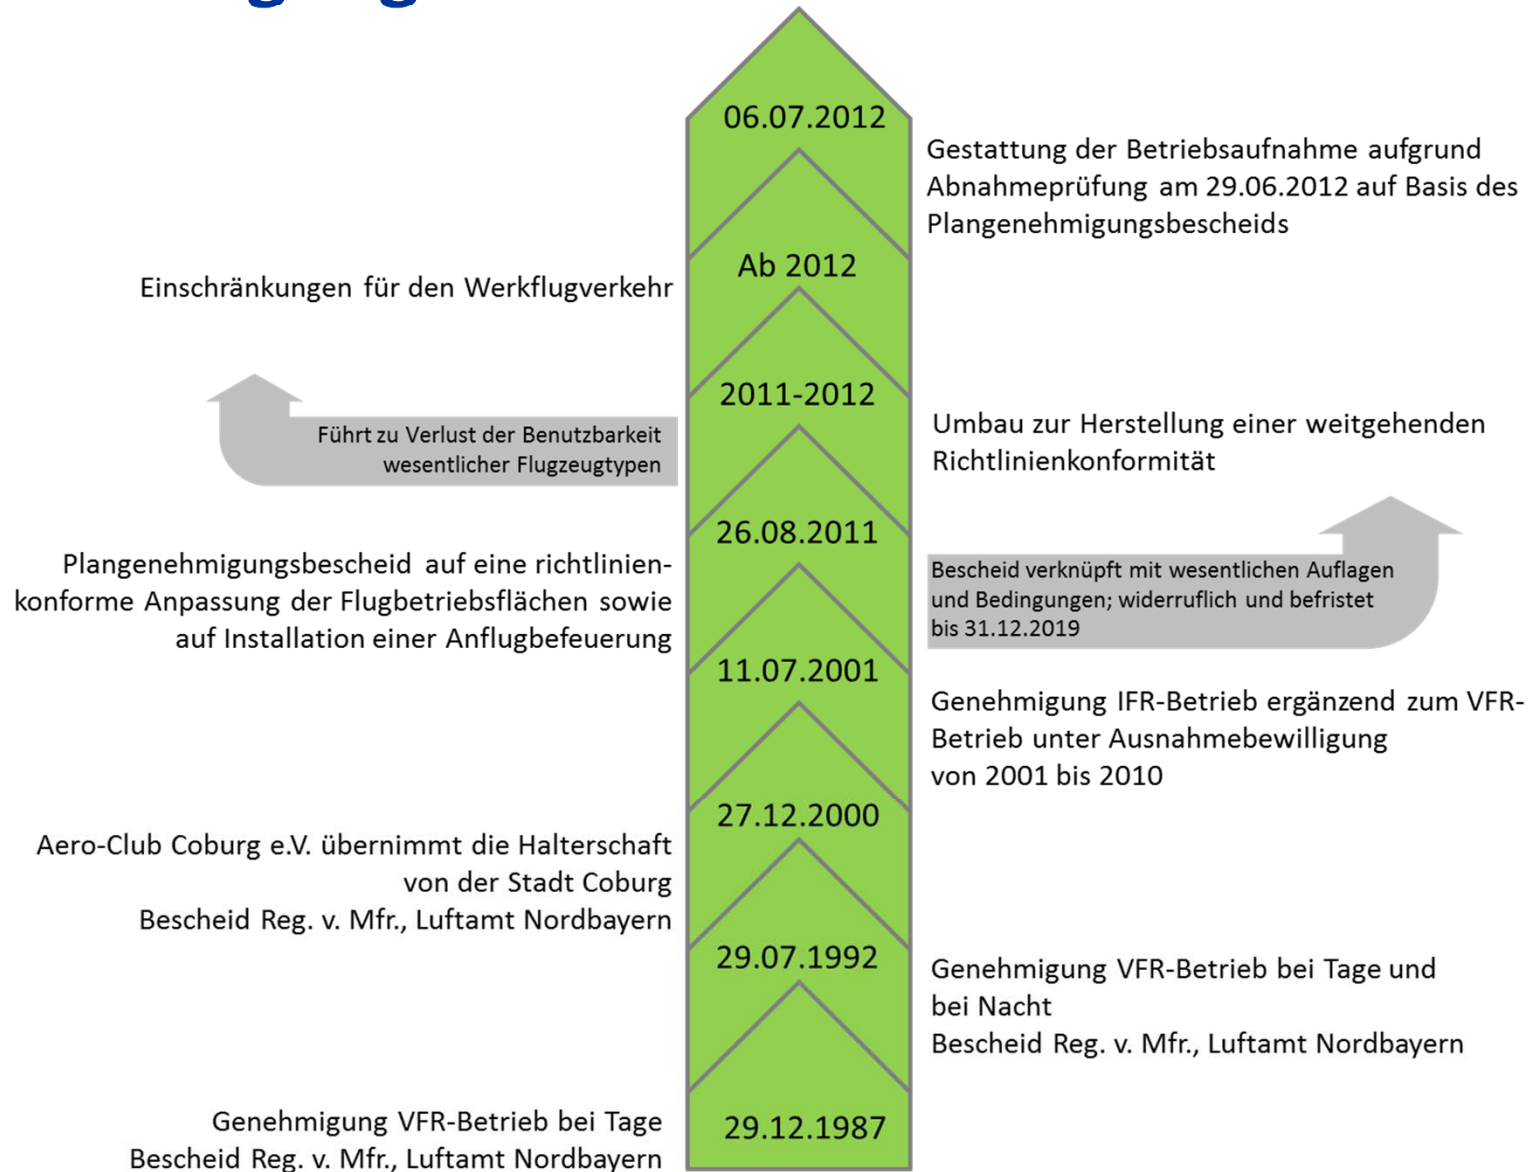 06.07.2012
Gestattung der Betriebsaufnahme aufgrund
Abnahmeprüfung am 29.06.2012 auf Basis des
Plangenehmigungsbescheids
Ab 2012
Einschränkungen für den Werkflugverkehr
2011-2012
Umbau zur Herstellung einer weitgehenden
Richtlinienkonformität
Führt zu Verlust der Benutzbarkeit
wesentlicher Flugzeugtypen
26.08.2011
Plangenehmigungsbescheid auf eine richtlinien-
konforme Anpassung der Flugbetriebsflächen sowie
auf Installation einer Anflugbefeuerung
Bescheid verknüpft mit wesentlichen Auflagen
und Bedingungen; widerruflich und befristet
bis 31.12.2019
11.07.2001
Genehmigung IFR-Betrieb ergänzend zum VFR-
Betrieb unter Ausnahmebewilligung
von 2001 bis 2010
27.12.2000
Aero-Club Coburg e.V. übernimmt die Halterschaft
von der Stadt Coburg
Bescheid Reg. v. Mfr., Luftamt Nordbayern
29.07.1992
Genehmigung VFR-Betrieb bei Tage und
bei Nacht
Bescheid Reg. v. Mfr., Luftamt Nordbayern
29.12.1987
Genehmigung VFR-Betrieb bei Tage
Bescheid Reg. v. Mfr., Luftamt Nordbayern